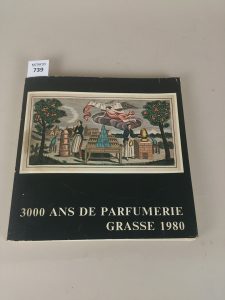 739
3000 ANS DE PARFUMERIE
GRASSE 1980